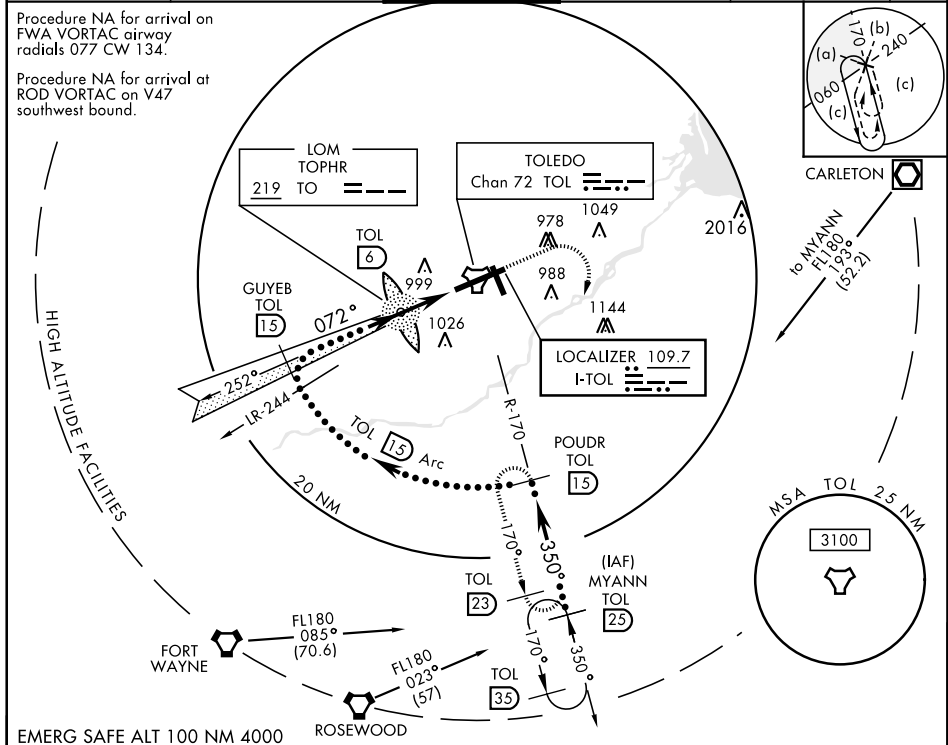 Procedure NA for arrival on
FWA VORTAC airway
radials 077 CW 134.
Procedure NA for arrival at
ROD VORTAC on V47
southwest bound.
170
(b)
240
(a)
060
(c)
(c)
LOM
TOPHR
219 TO
TOLEDO
Chan 72 TOL
CARLETON
to MYANN
FL180
193°
(52.2)
978
1049
2016
988
1144
TOL
6
999
1026
GUYEB
TOL
15
072°
252°
LR-244
LOCALIZER 109.7
I-TOL
HIGH ALTITUDE FACILITIES
TOL 15 Arc
20 NM
R-170
POUDR
TOL
15
170°
350°
(IAF)
MYANN
TOL
25
TOL
23
170°
350°
TOL
35
MSA TOL 25 NM
3100
FORT
WAYNE
FL180
085°
(70.6)
FL180
023°
(57)
ROSEWOOD
EMERG SAFE ALT 100 NM 4000